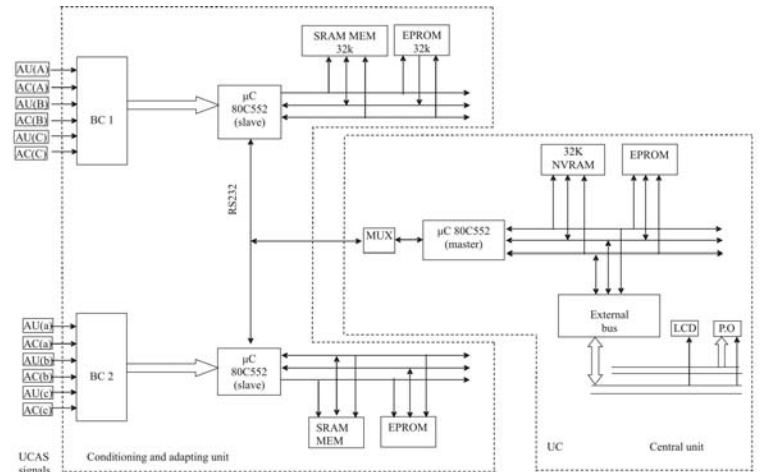 SRAM MEM
32k
EPROM
32k
AU(A)
AC(A)
AU(B)
AC(B)
AU(C)
AC(C)
BC 1
μC
80C552
(slave)
RS232
32K
NVRAM
EPROM
MUX
μC 80C552
(master)
External
bus
LCD
P.O
AU(a)
AC(a)
AU(b)
AC(b)
AU(c)
AC(c)
BC 2
μC
80C552
(slave)
SRAM
MEM
EPROM
UCAS
signals
Conditioning and adapting unit
UC
Central unit